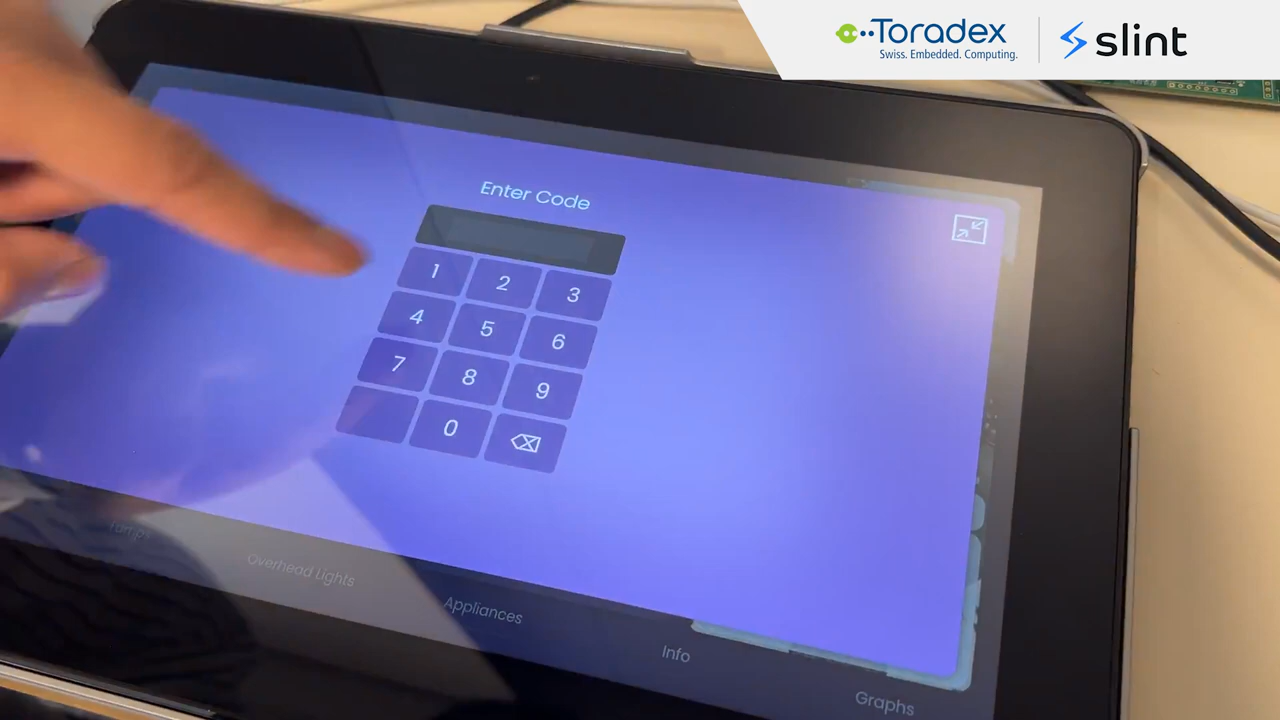 Toradex
Swiss. Embedded. Computing.
slint
Enter Code
1 2 3
4 5 6
7 8 9
0
Lamps
Overhead Lights
Appliances
Info
Graphs